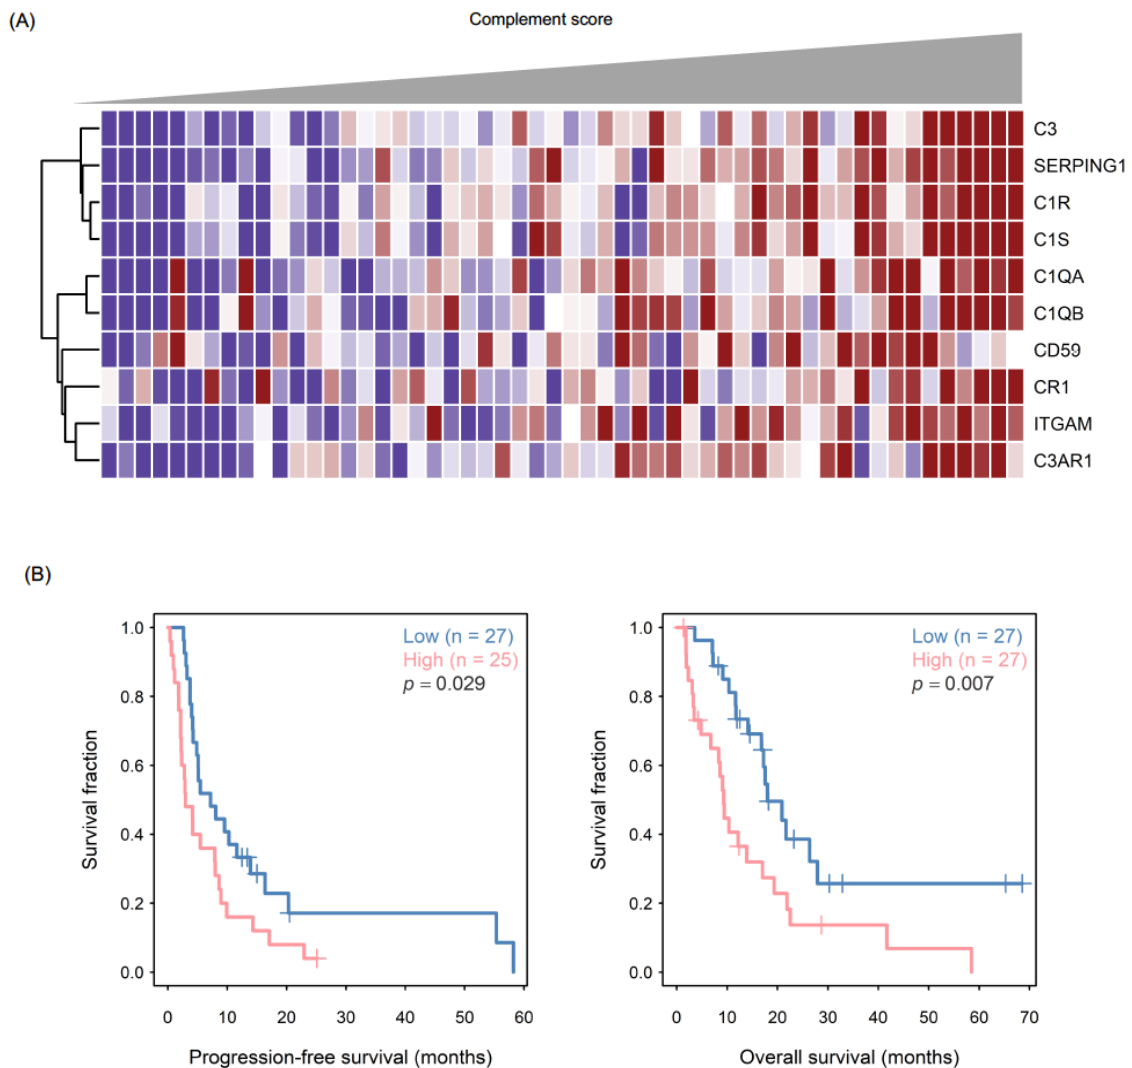 (A)
Complement score
C3
SERPING1
C1R
C1S
C1QA
C1QB
CD59
CR1
ITGAM
C3AR1
(B)
Survival fraction
1.0
0.8
0.6
0.4
0.2
0.0
Low (n = 27)
High (n = 25)
p = 0.029
0 10 20 30 40 50 60
Progression-free survival (months)
Survival fraction
1.0
0.8
0.6
0.4
0.2
0.0
Low (n = 27)
High (n = 27)
p = 0.007
0 10 20 30 40 50 60 70
Overall survival (months)